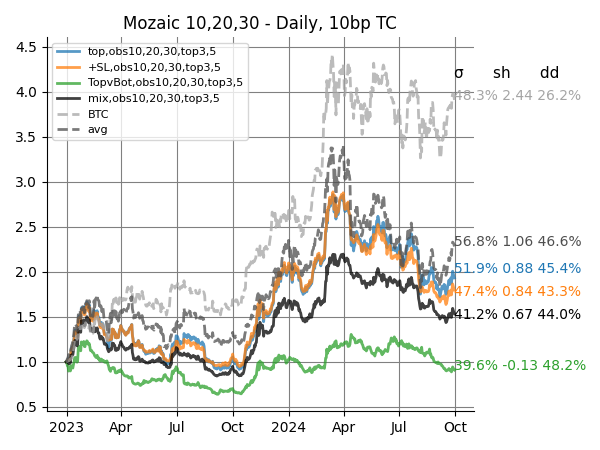 Mozaic 10,20,30 - Daily, 10bp TC
top,obs10,20,30,top3,5
+SL,obs10,20,30,top3,5
TopvBot,obs10,20,30,top3,5
mix,obs10,20,30,top3,5
BTC
avg
σ sh dd
48.3% 2.44 26.2%
56.8% 1.06 46.6%
51.9% 0.88 45.4%
47.4% 0.84 43.3%
41.2% 0.67 44.0%
39.6% -0.13 48.2%
4.5
4.0
3.5
3.0
2.5
2.0
1.5
1.0
0.5
2023 Apr Jul Oct 2024 Apr Jul Oct